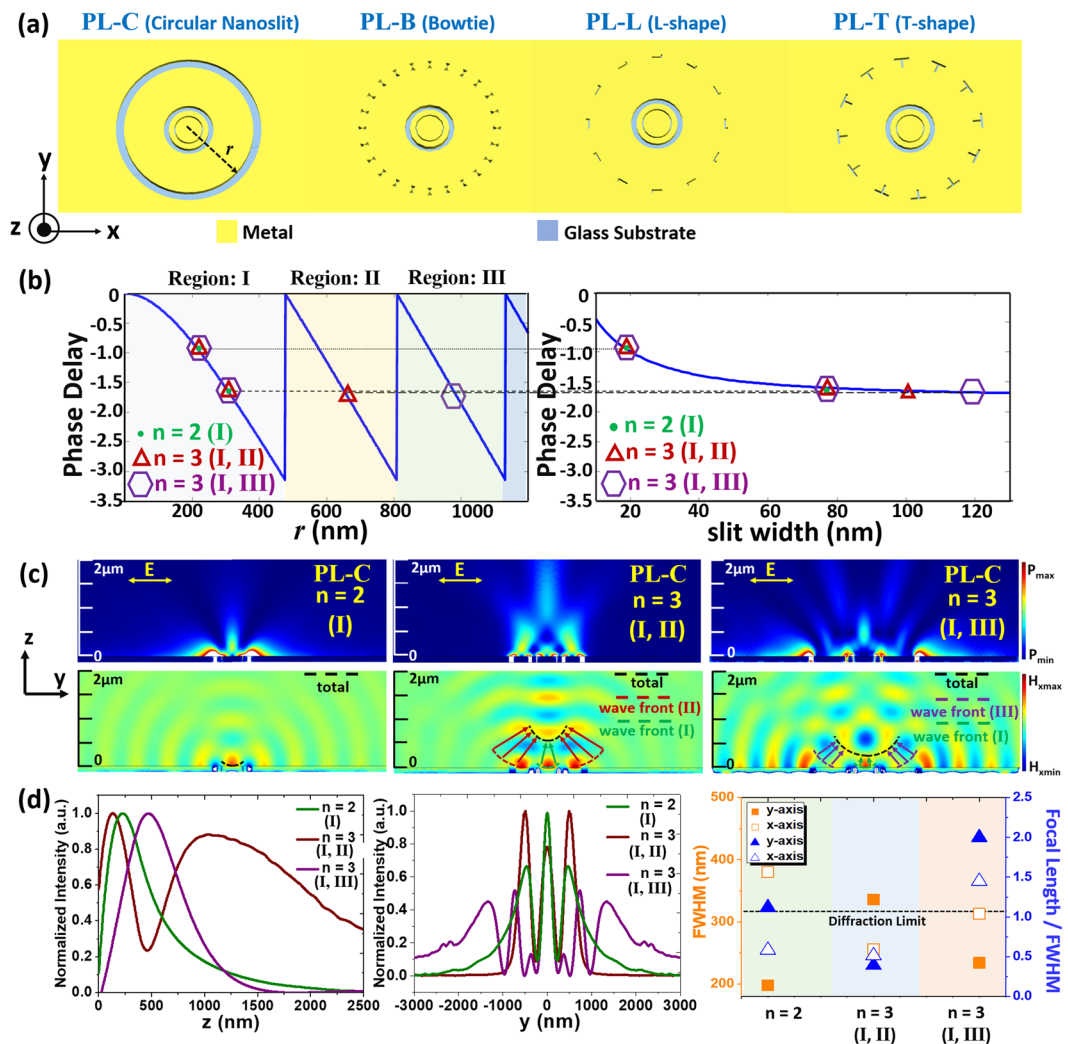 (a)
PL-C (Circular Nanoslit)
PL-B (Bowtie)
PL-L (L-shape)
PL-T (T-shape)
r
y
z
x
Metal
Glass Substrate
(b)
Region: I
Region: II
Region: III
Phase Delay
0
-0.5
-1.0
-1.5
-2.0
-2.5
-3.0
-3.5
n = 2 (I)
n = 3 (I, II)
n = 3 (I, III)
200
400
600
800
1000
r (nm)
Phase Delay
0
-0.5
-1.0
-1.5
-2.0
-2.5
-3.0
-3.5
n = 2 (I)
n = 3 (I, II)
n = 3 (I, III)
20
40
60
80
100
120
slit width (nm)
(c)
z
y
2μm
E
PL-C
n = 2
(I)
0
2μm
E
PL-C
n = 3
(I, II)
0
2μm
E
PL-C
n = 3
(I, III)
0
Pmax
Pmin
2μm
total
0
2μm
total
wave front (II)
wave front (I)
0
2μm
total
wave front (III)
wave front (I)
0
Hxmax
Hxmin
(d)
Normalized Intensity (a.u.)
1.0
0.8
0.6
0.4
0.2
0.0
n = 2
(I)
n = 3
(I, II)
n = 3
(I, III)
0
500
1000
1500
2000
2500
z (nm)
Normalized Intensity (a.u.)
1.0
0.8
0.6
0.4
0.2
0.0
n = 2
(I)
n = 3
(I, II)
n = 3
(I, III)
-3000
-2000
-1000
0
1000
2000
3000
y (nm)
FWHM (nm)
500
400
300
200
y-axis
x-axis
y-axis
x-axis
Diffraction Limit
2.5
2.0
1.5
1.0
0.5
0.0
Focal Length / FWHM
n = 2
n = 3
(I, II)
n = 3
(I, III)